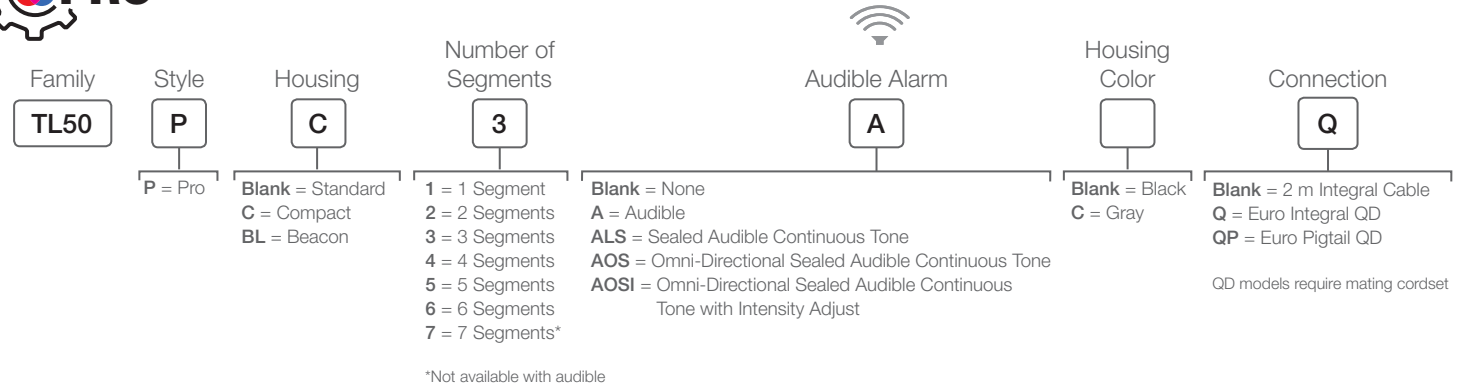 PRO
Family
Style
Housing
Number of
Segments
Audible Alarm
Housing
Color
Connection
TL50
P
C
3
A
Q
P = Pro
Blank = Standard
C = Compact
BL = Beacon
1 = 1 Segment
2 = 2 Segments
3 = 3 Segments
4 = 4 Segments
5 = 5 Segments
6 = 6 Segments
7 = 7 Segments*
*Not available with audible
Blank = None
A = Audible
ALS = Sealed Audible Continuous Tone
AOS = Omni-Directional Sealed Audible Continuous Tone
AOSI = Omni-Directional Sealed Audible Continuous
Tone with Intensity Adjust
Blank = Black
C = Gray
Blank = 2 m Integral Cable
Q = Euro Integral QD
QP = Euro Pigtail QD
QD models require mating cordset